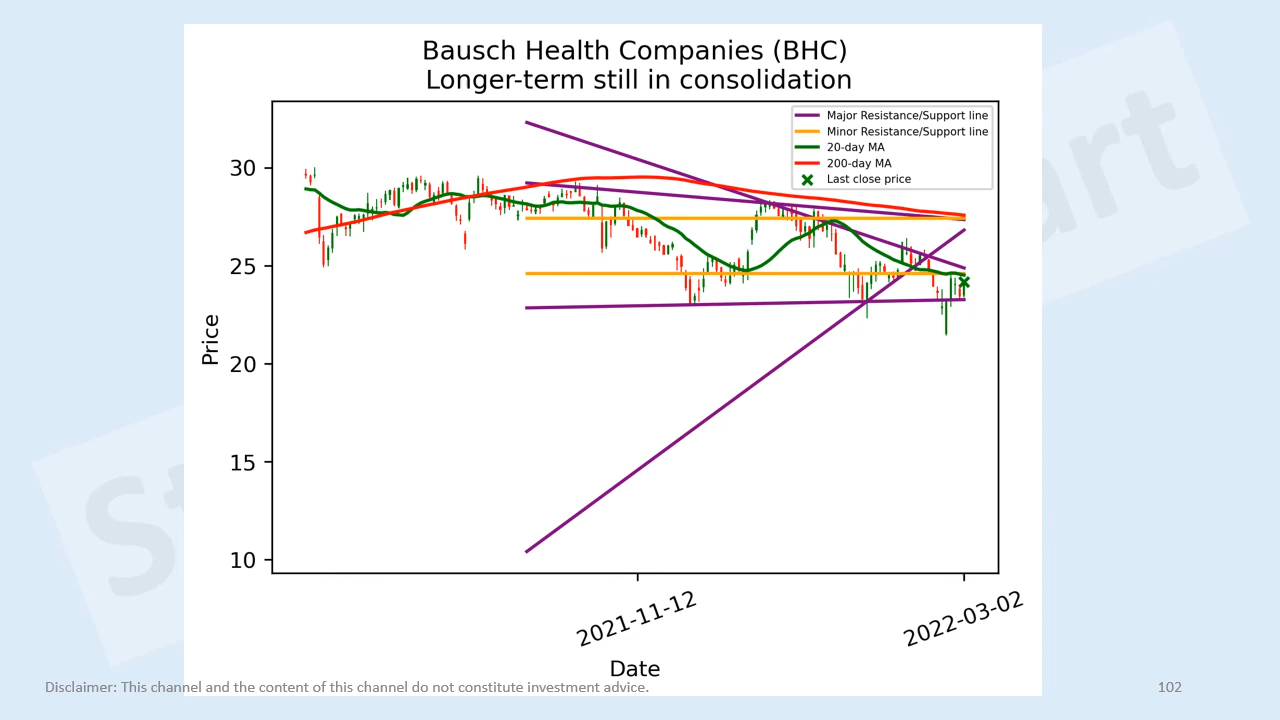 Bausch Health Companies (BHC)
Longer-term still in consolidation
Major Resistance/Support line
Minor Resistance/Support line
20-day MA
200-day MA
Last close price
30
25
20
15
10
Price
2021-11-12
2022-03-02
Date
Disclaimer: This channel and the content of this channel do not constitute investment advice.
102